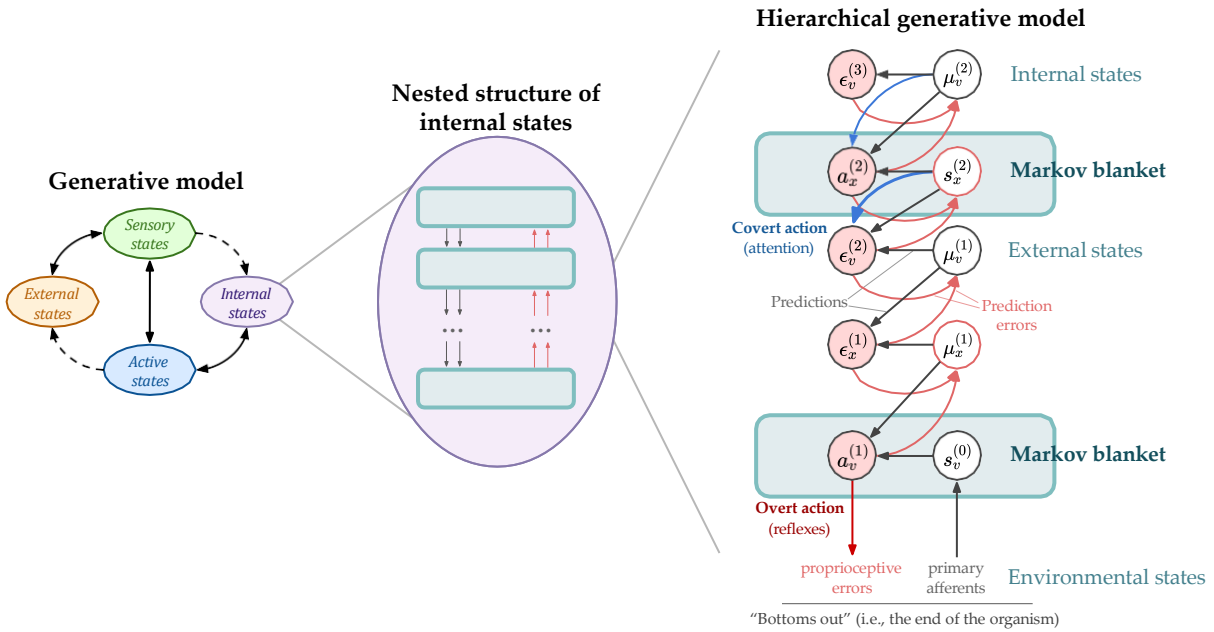 Generative model
Sensory
states
External
states
Internal
states
Active
states
Nested structure of
internal states
...
...
Hierarchical generative model
ϵ_v^(3)
μ_v^(2)
Internal states
a_x^(2)
s_x^(2)
Markov blanket
Covert action
(attention)
ϵ_v^(2)
μ_v^(1)
External states
Predictions
Prediction
errors
ϵ_x^(1)
μ_x^(1)
a_v^(1)
s_v^(0)
Markov blanket
Overt action
(reflexes)
proprioceptive
errors
primary
afferents
Environmental states
“Bottoms out” (i.e., the end of the organism)